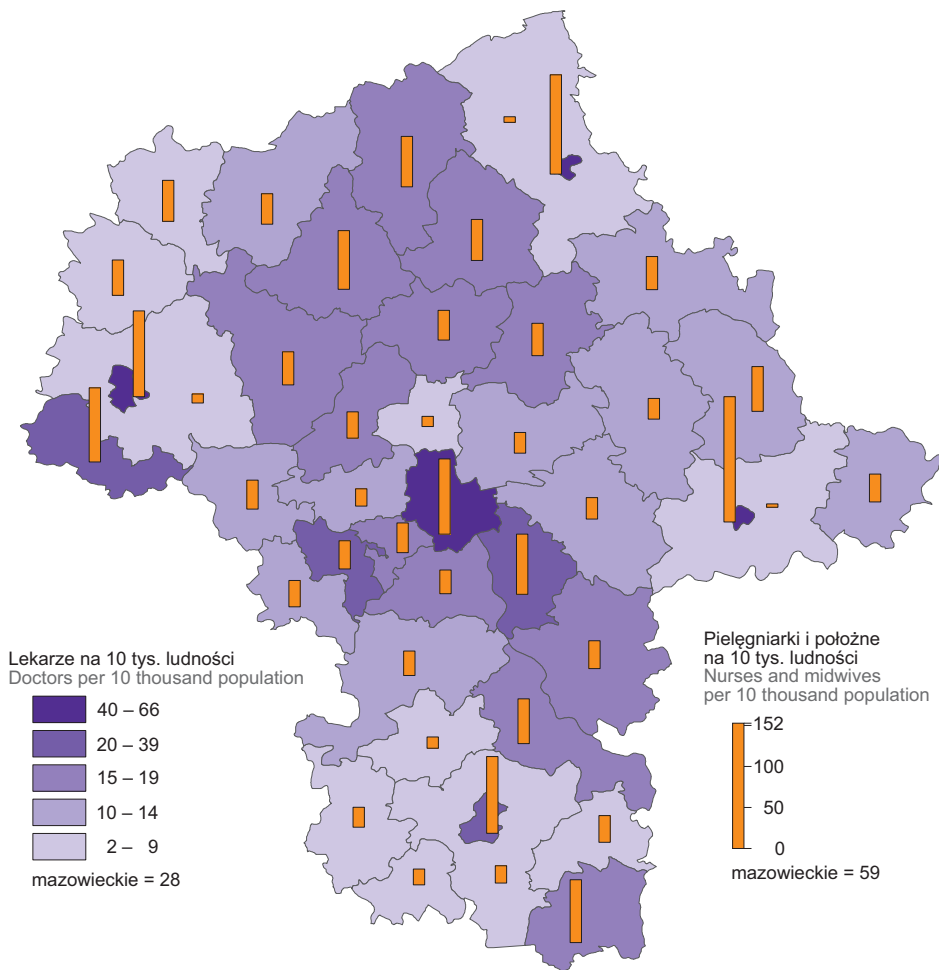 Lekarze na 10 tys. ludności
Doctors per 10 thousand population
40 – 66
20 – 39
15 – 19
10 – 14
2 – 9
mazowieckie = 28
Pielęgniarki i położne
na 10 tys. ludności
Nurses and midwives
per 10 thousand population
152
100
50
0
mazowieckie = 59